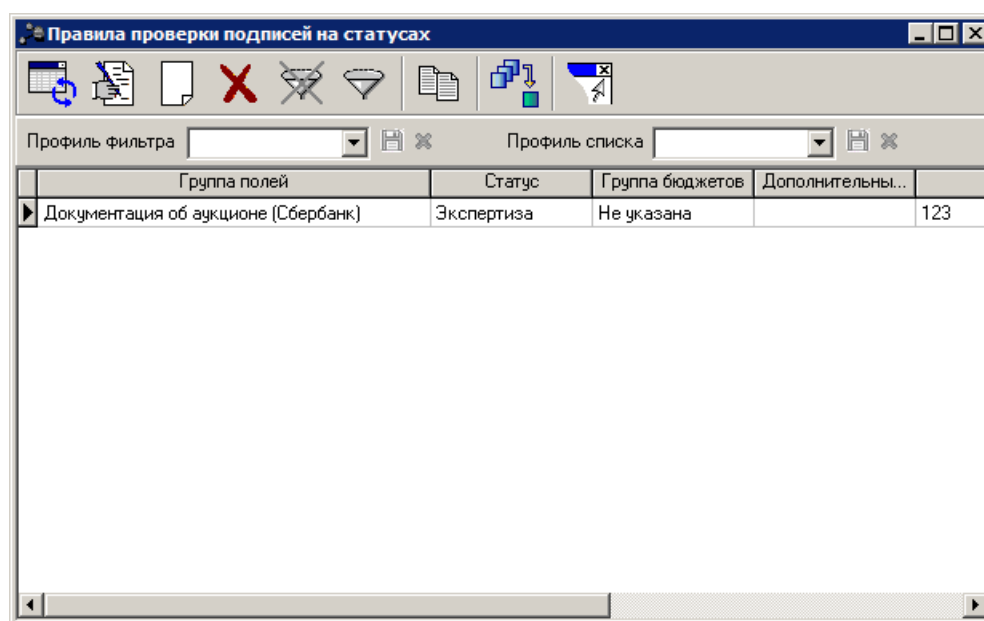 Правила проверки подписей на статусах
Профиль фильтра Профиль списка
Группа полей Статус Группа бюджетов Дополнительны...
Документация об аукционе (Сбербанк) Экспертиза Не указана 123